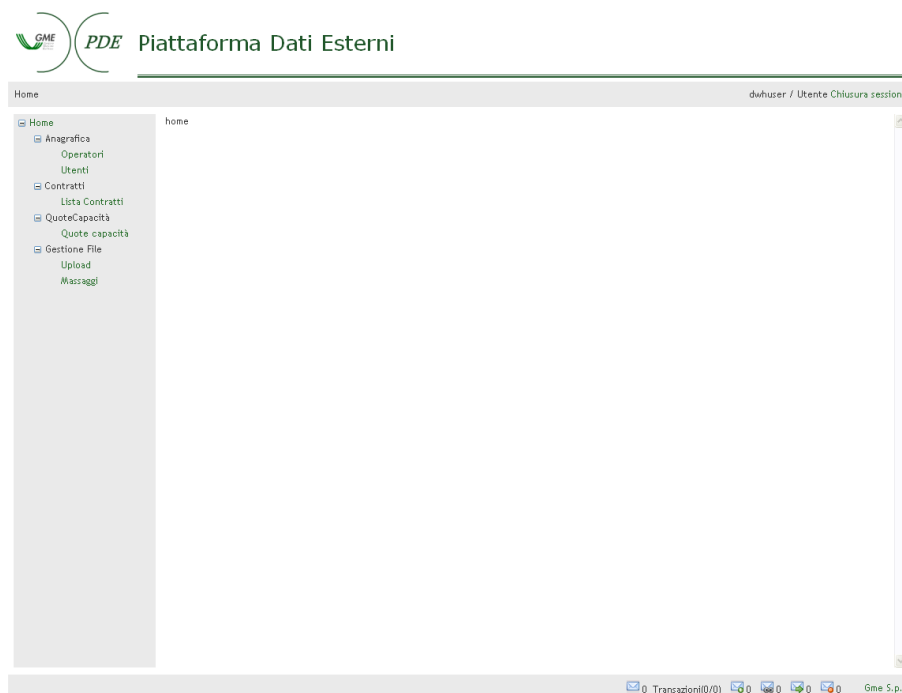 GME
PDE
Piattaforma Dati Esterni
Home
dwhuser / Utente Chiusura session
Home
Anagrafica
Operatori
Utenti
Contratti
Lista Contratti
QuoteCapacità
Quote capacità
Gestione File
Upload
Massaggi
home
0 Transazioni(0/0) 0 0 0 0 Gme S.p.